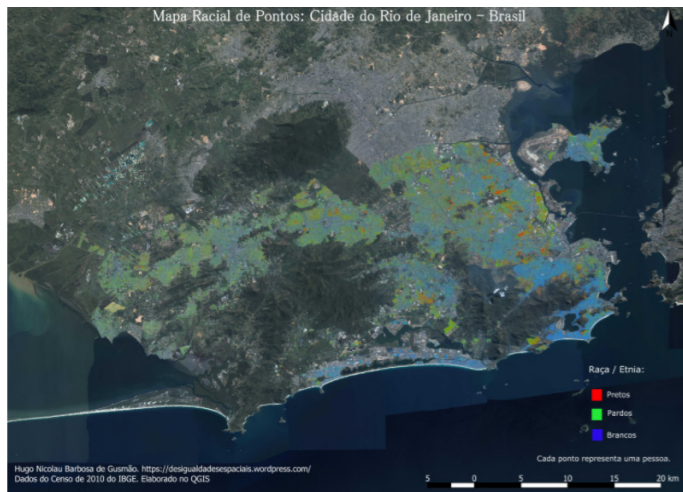 Mapa Racial de Pontos: Cidade do Rio de Janeiro – Brasil
Raça / Etnia:
Pretos
Pardos
Brancos
Cada ponto representa uma pessoa.
Hugo Nicolau Barbosa de Gusmão. https://desigualdadesespaciais.wordpress.com/
Dados do Censo de 2010 do IBGE. Elaborado no QGIS
5 0 5 10 15 20 km